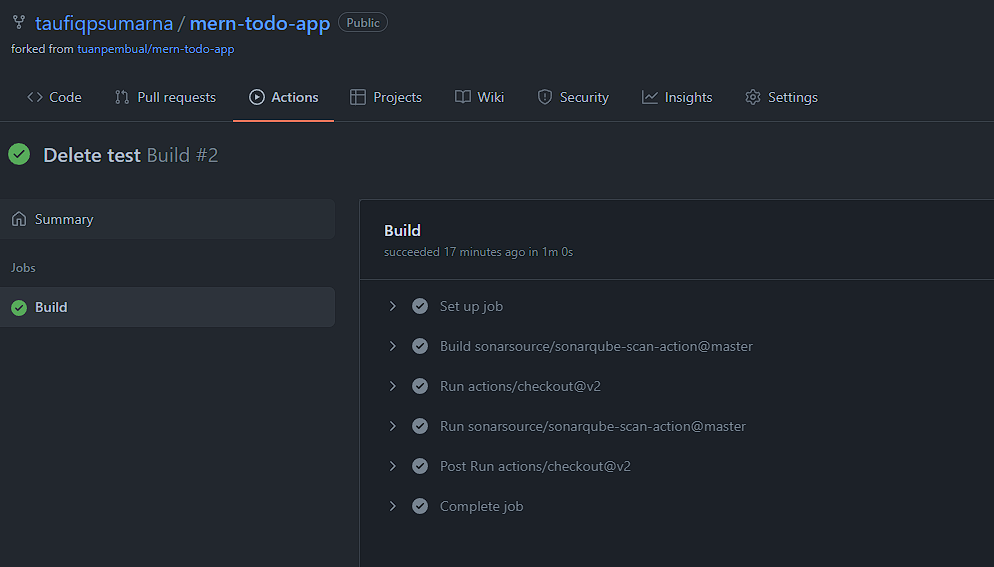 taufiqpsumarna / mern-todo-app Public
forked from tuanpembual/mern-todo-app
Code Pull requests Actions Projects Wiki Security Insights Settings
Delete test Build #2
Summary
Jobs
Build
Build
succeeded 17 minutes ago in 1m 0s
Set up job
Build sonarsource/sonarqube-scan-action@master
Run actions/checkout@v2
Run sonarsource/sonarqube-scan-action@master
Post Run actions/checkout@v2
Complete job